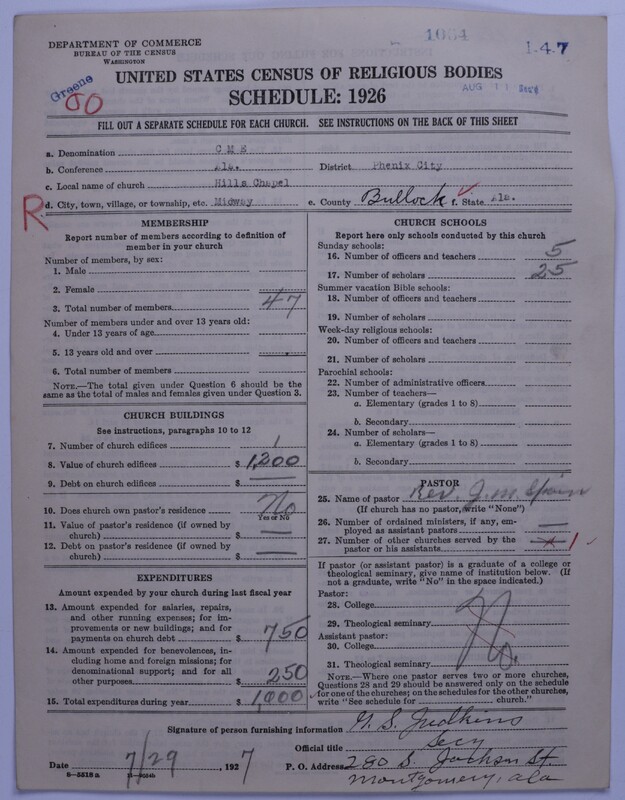 DEPARTMENT OF COMMERCE
BUREAU OF THE CENSUS
WASHINGTON
1084
1-4-7
Greene
UNITED STATES CENSUS OF RELIGIOUS BODIES
SCHEDULE: 1926
AUG 11
FILL OUT A SEPARATE SCHEDULE FOR EACH CHURCH. SEE INSTRUCTIONS ON THE BACK OF THIS SHEET
a. Denomination C M E
b. Conference Ala. District Phenix City
c. Local name of church Hills Chapel
R
d. City, town, village, or township, etc. Midway e. County Bullock f. State Ala.
MEMBERSHIP
Report number of members according to definition of
member in your church
Number of members, by sex:
1. Male
2. Female
3. Total number of members 47
Number of members under and over 13 years old:
4. Under 13 years of age
5. 13 years old and over
6. Total number of members
NOTE.—The total given under Question 6 should be the
same as the total of males and females given under Question 3.
CHURCH BUILDINGS
See instructions, paragraphs 10 to 12
7. Number of church edifices 1
8. Value of church edifices $ 1,200
9. Debt on church edifices $
10. Does church own pastor's residence No
Yes or No
11. Value of pastor's residence (if owned by
church) $
12. Debt on pastor's residence (if owned by
church) $
EXPENDITURES
Amount expended by your church during last fiscal year
13. Amount expended for salaries, repairs,
and other running expenses; for im-
provements or new buildings; and for
payments on church debt $ 750
14. Amount expended for benevolences, in-
cluding home and foreign missions; for
denominational support; and for all
other purposes $ 250
15. Total expenditures during year $ 1,000
CHURCH SCHOOLS
Report here only schools conducted by this church
Sunday schools:
16. Number of officers and teachers 5
17. Number of scholars 25
Summer vacation Bible schools:
18. Number of officers and teachers
19. Number of scholars
Week-day religious schools:
20. Number of officers and teachers
21. Number of scholars
Parochial schools:
22. Number of administrative officers
23. Number of teachers—
a. Elementary (grades 1 to 8)
b. Secondary
24. Number of scholars—
a. Elementary (grades 1 to 8)
b. Secondary
PASTOR
25. Name of pastor Rev. J. M. Spain
(If church has no pastor, write "None")
26. Number of ordained ministers, if any, em-
ployed as assistant pastors
27. Number of other churches served by the
pastor or his assistants 1
If pastor (or assistant pastor) is a graduate of a college or
theological seminary, give name of institution below. (If
not a graduate, write "No" in the space indicated.)
Pastor:
28. College
29. Theological seminary No.
Assistant pastor:
30. College
31. Theological seminary
NOTE.—Where one pastor serves two or more churches,
Questions 28 and 29 should be answered only on the schedule
for one of the churches; on the schedules for the other churches,
write "See schedule for church."
Signature of person furnishing information S. Judkins
Official title Secy
Date 7/29, 1927 P. O. Address 280 S. Jackson St.
Montgomery, Ala
8-5518 a